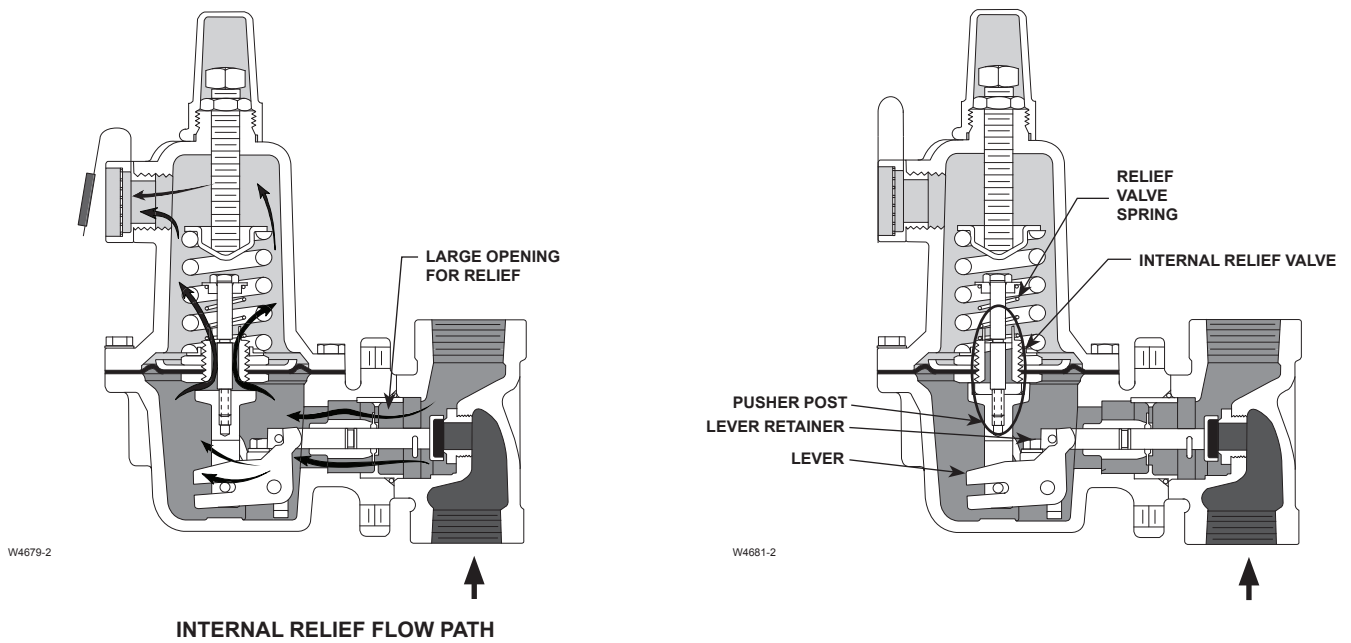 LARGE OPENING
FOR RELIEF
W4679-2
INTERNAL RELIEF FLOW PATH
RELIEF
VALVE
SPRING
INTERNAL RELIEF VALVE
PUSHER POST
LEVER RETAINER
LEVER
W4681-2